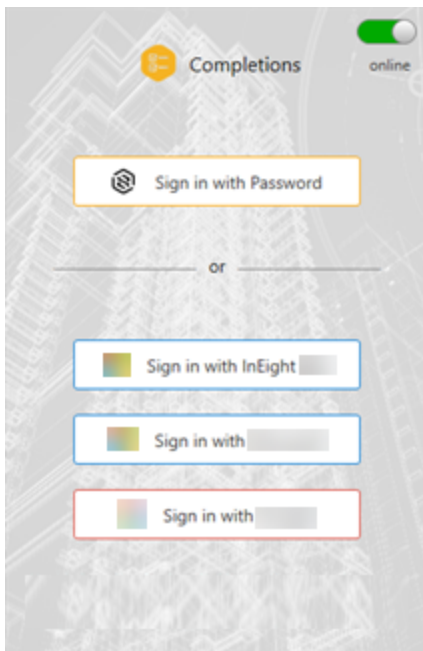 Completions
online
Sign in with Password
or
Sign in with InEight
Sign in with
Sign in with